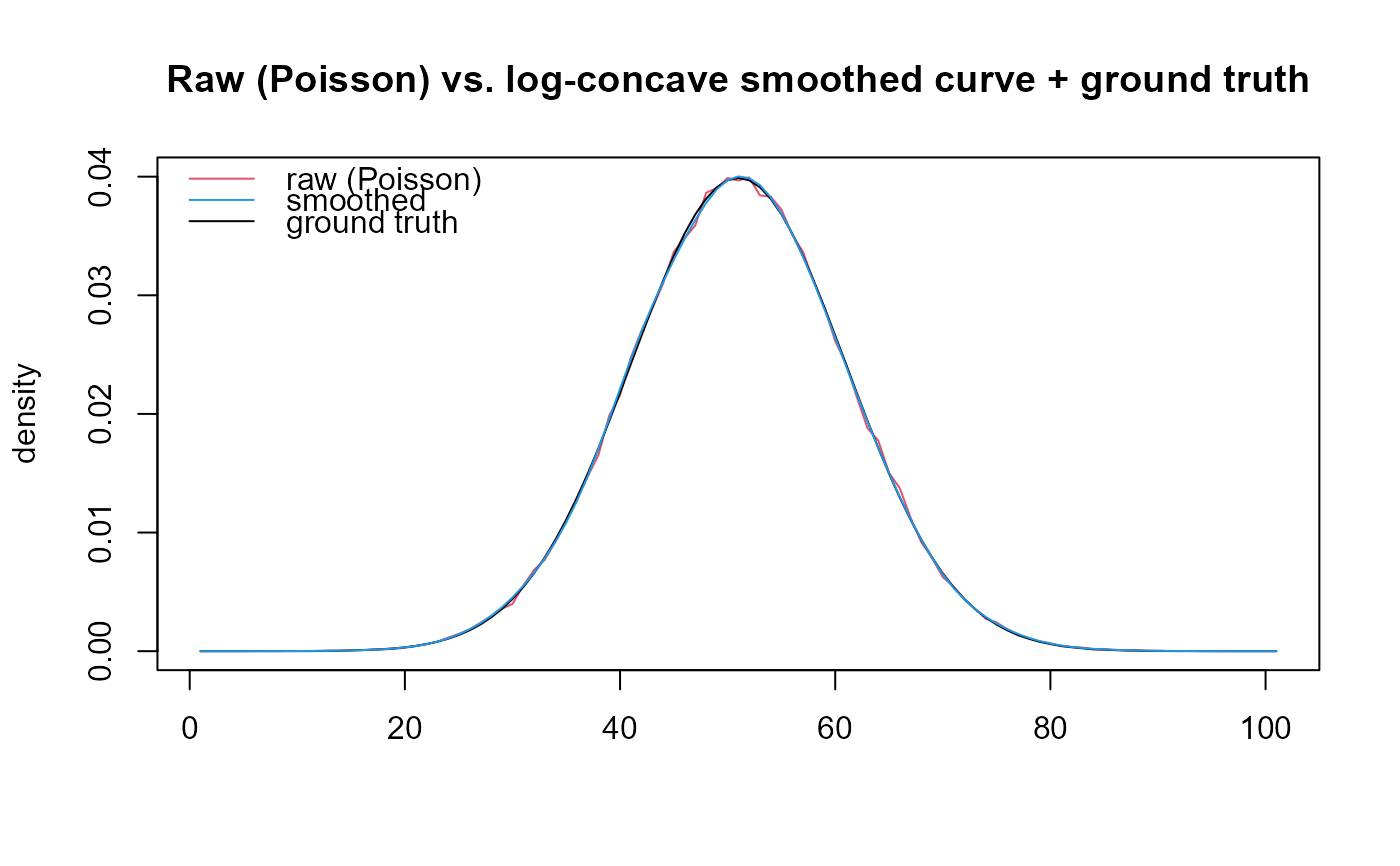 Raw (Poisson) vs. log-concave smoothed curve + ground truth
raw (Poisson)
smoothed
ground truth
density
0.04
0.03
0.02
0.01
0.00
0 20 40 60 80 100